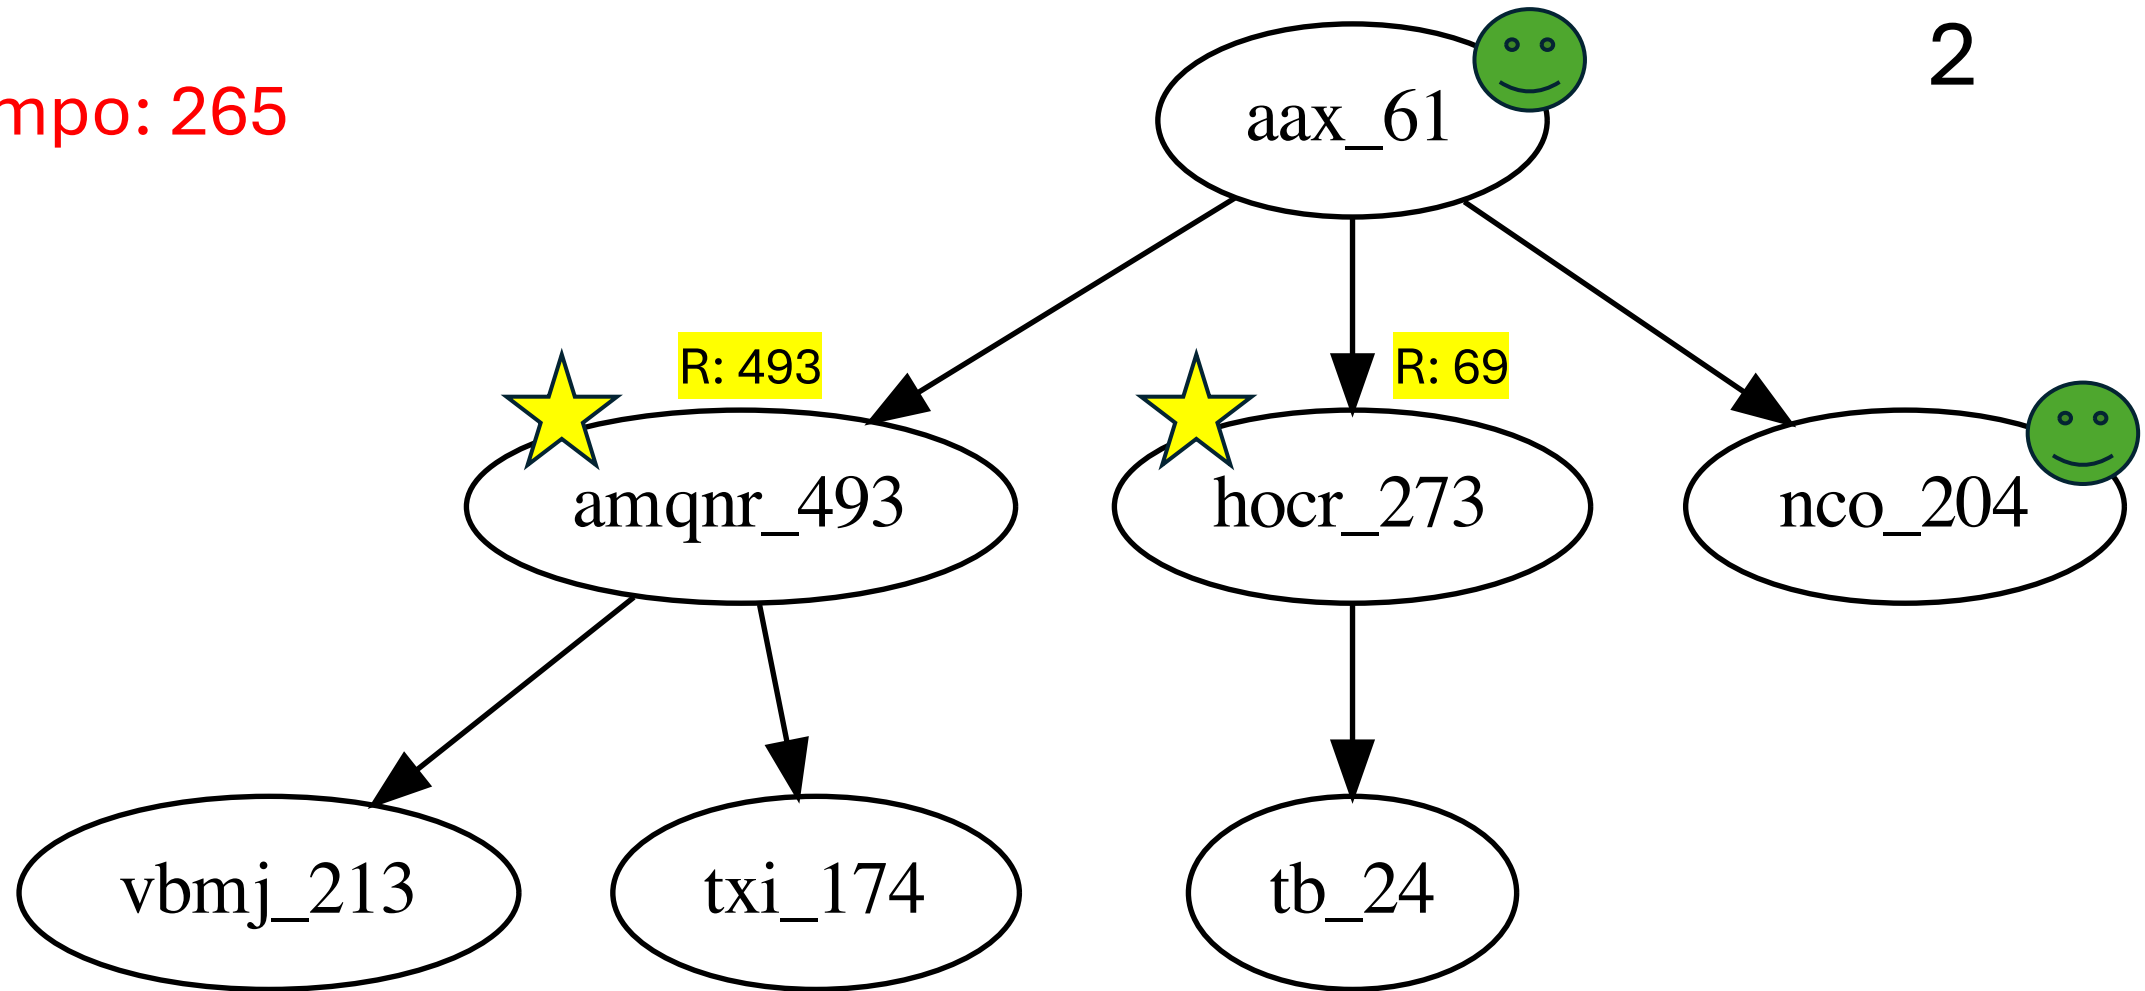 2
mpo: 265
aax_61
R: 493
R: 69
amqnr_493
hocr_273
nco_204
vbmj_213
txi_174
tb_24